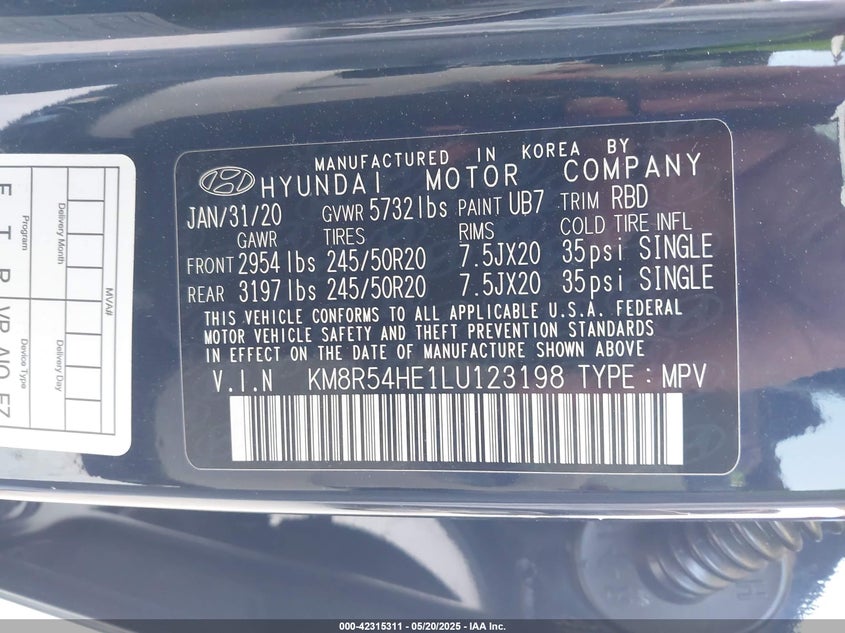 MANUFACTURED IN KOREA BY
HYUNDAI MOTOR COMPANY
JAN/31/20 GVWR 5732lbs PAINT UB7 TRIM RBD
GAWR TIRES RIMS COLD TIRE INFL
FRONT 2954lbs 245/50R20 7.5JX20 35psi SINGLE
REAR 3197lbs 245/50R20 7.5JX20 35psi SINGLE
THIS VEHICLE CONFORMS TO ALL APPLICABLE U.S.A. FEDERAL
MOTOR VEHICLE SAFETY AND THEFT PREVENTION STANDARDS
IN EFFECT ON THE DATE OF MANUFACTURE SHOWN ABOVE
V.I.N KM8R54HE1LU123198 TYPE : MPV
MVA#
Delivery Month
Delivery Day
Program
Device Type
000-42315311 — 05/20/2025 — IAA Inc.